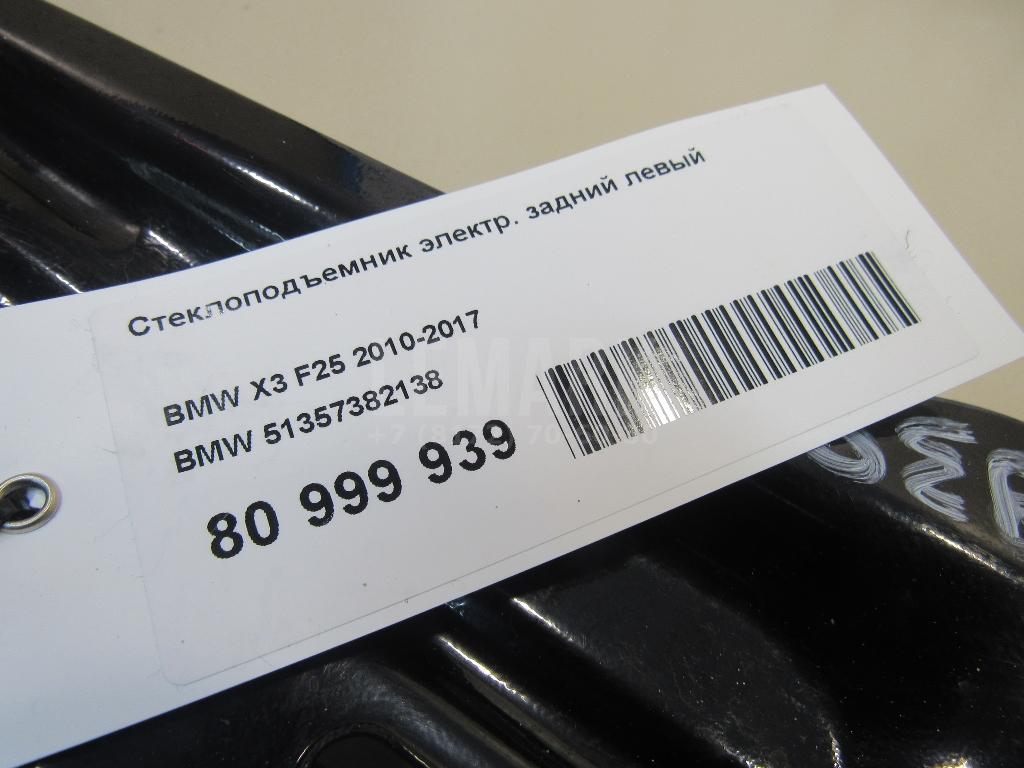 Стеклоподъемник электр. задний левый
BMW X3 F25 2010-2017
BMW 51357382138
80 999 939